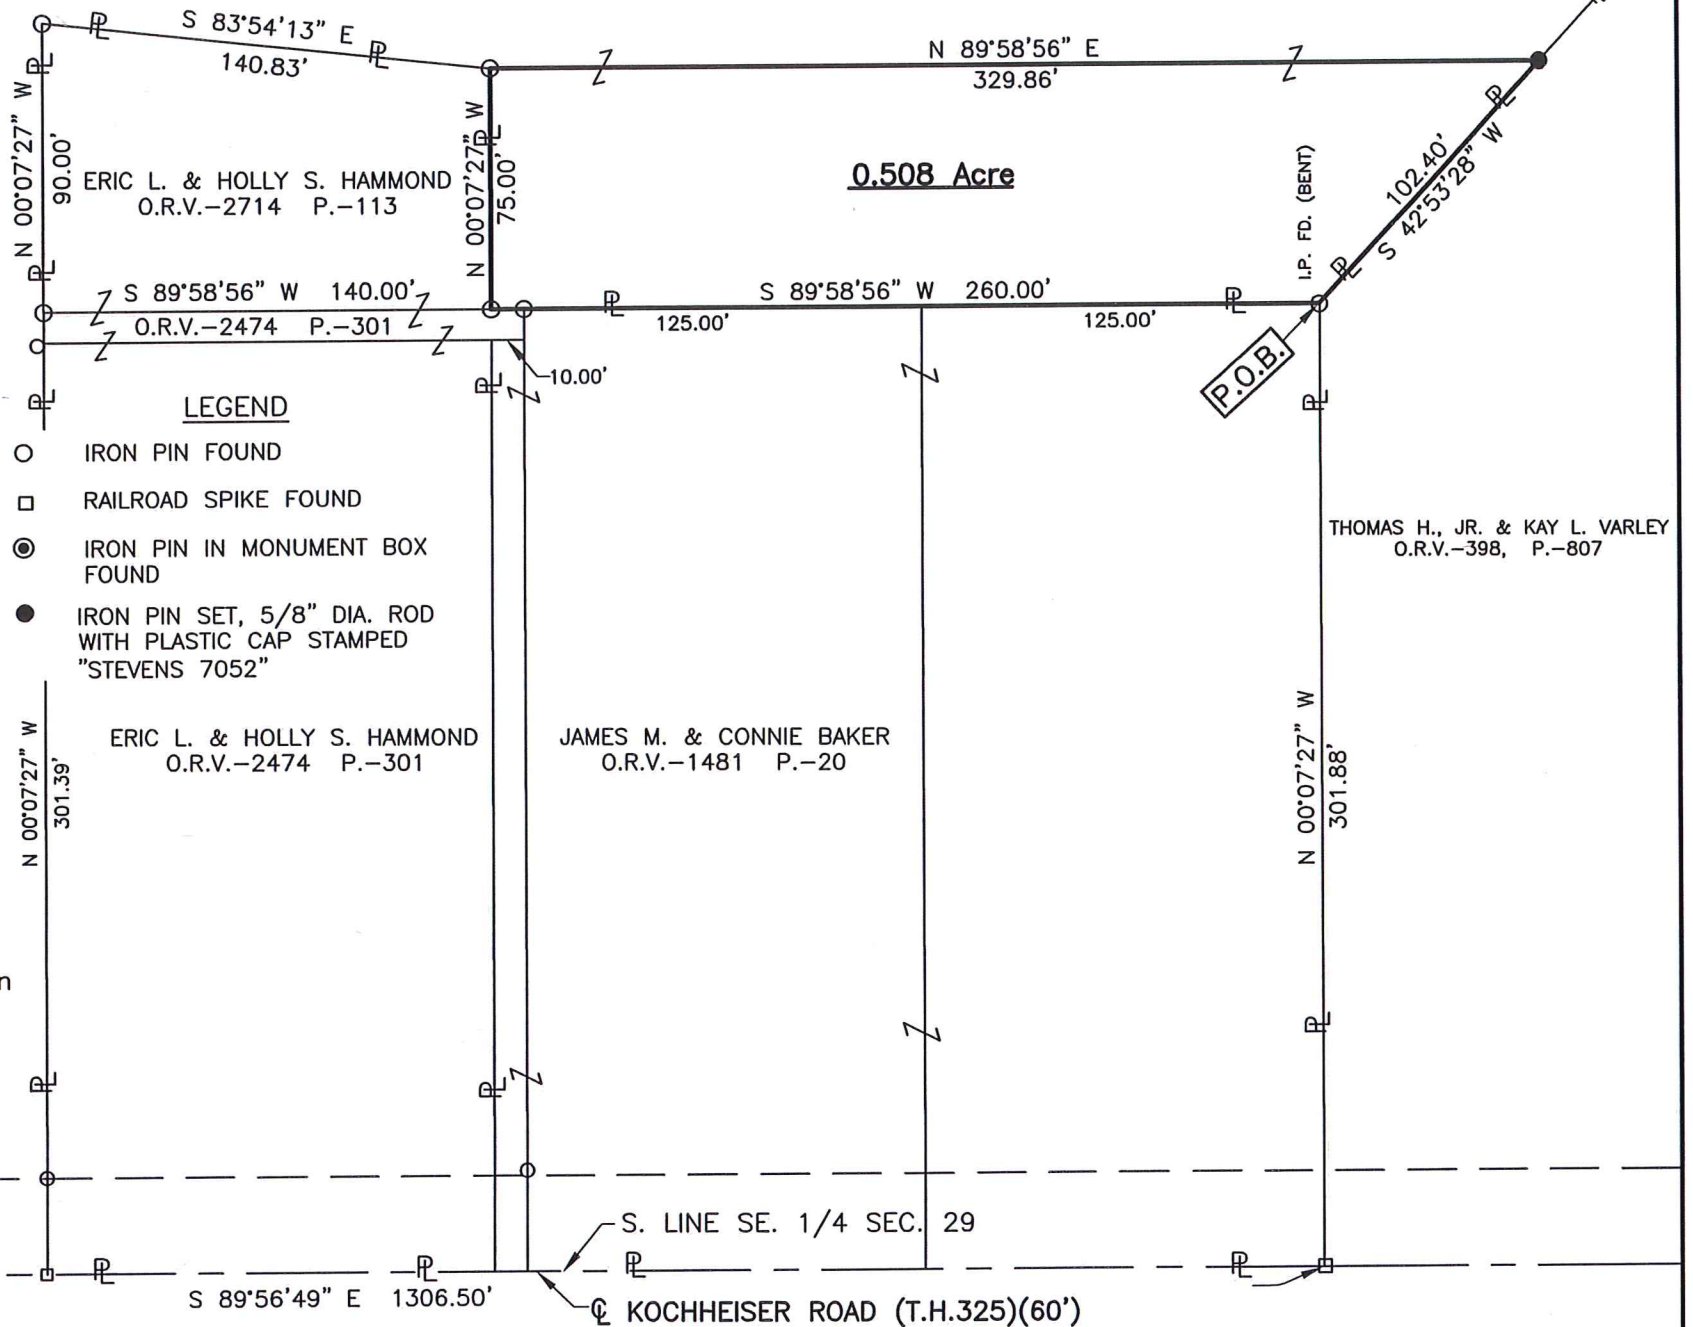 S 83°54'13" E
140.83'
N 89°58'56" E
329.86'
N 00°07'27" W
90.00'
ERIC L. & HOLLY S. HAMMOND
O.R.V.-2714 P.-113
N 00°07'27" W
75.00'
0.508 Acre
I.P. FD. (BENT)
102.40'
S 42°53'28" W
S 89°58'56" W 140.00'
O.R.V.-2474 P.-301
S 89°58'56" W 260.00'
125.00'
125.00'
10.00'
P.O.B.
LEGEND
IRON PIN FOUND
RAILROAD SPIKE FOUND
IRON PIN IN MONUMENT BOX
FOUND
IRON PIN SET, 5/8" DIA. ROD
WITH PLASTIC CAP STAMPED
"STEVENS 7052"
THOMAS H., JR. & KAY L. VARLEY
O.R.V.-398, P.-807
N 00°07'27" W
301.39'
ERIC L. & HOLLY S. HAMMOND
O.R.V.-2474 P.-301
JAMES M. & CONNIE BAKER
O.R.V.-1481 P.-20
N 00°07'27" W
301.88'
n
S. LINE SE. 1/4 SEC. 29
S 89°56'49" E 1306.50'
℄ KOCHHEISER ROAD (T.H.325)(60')